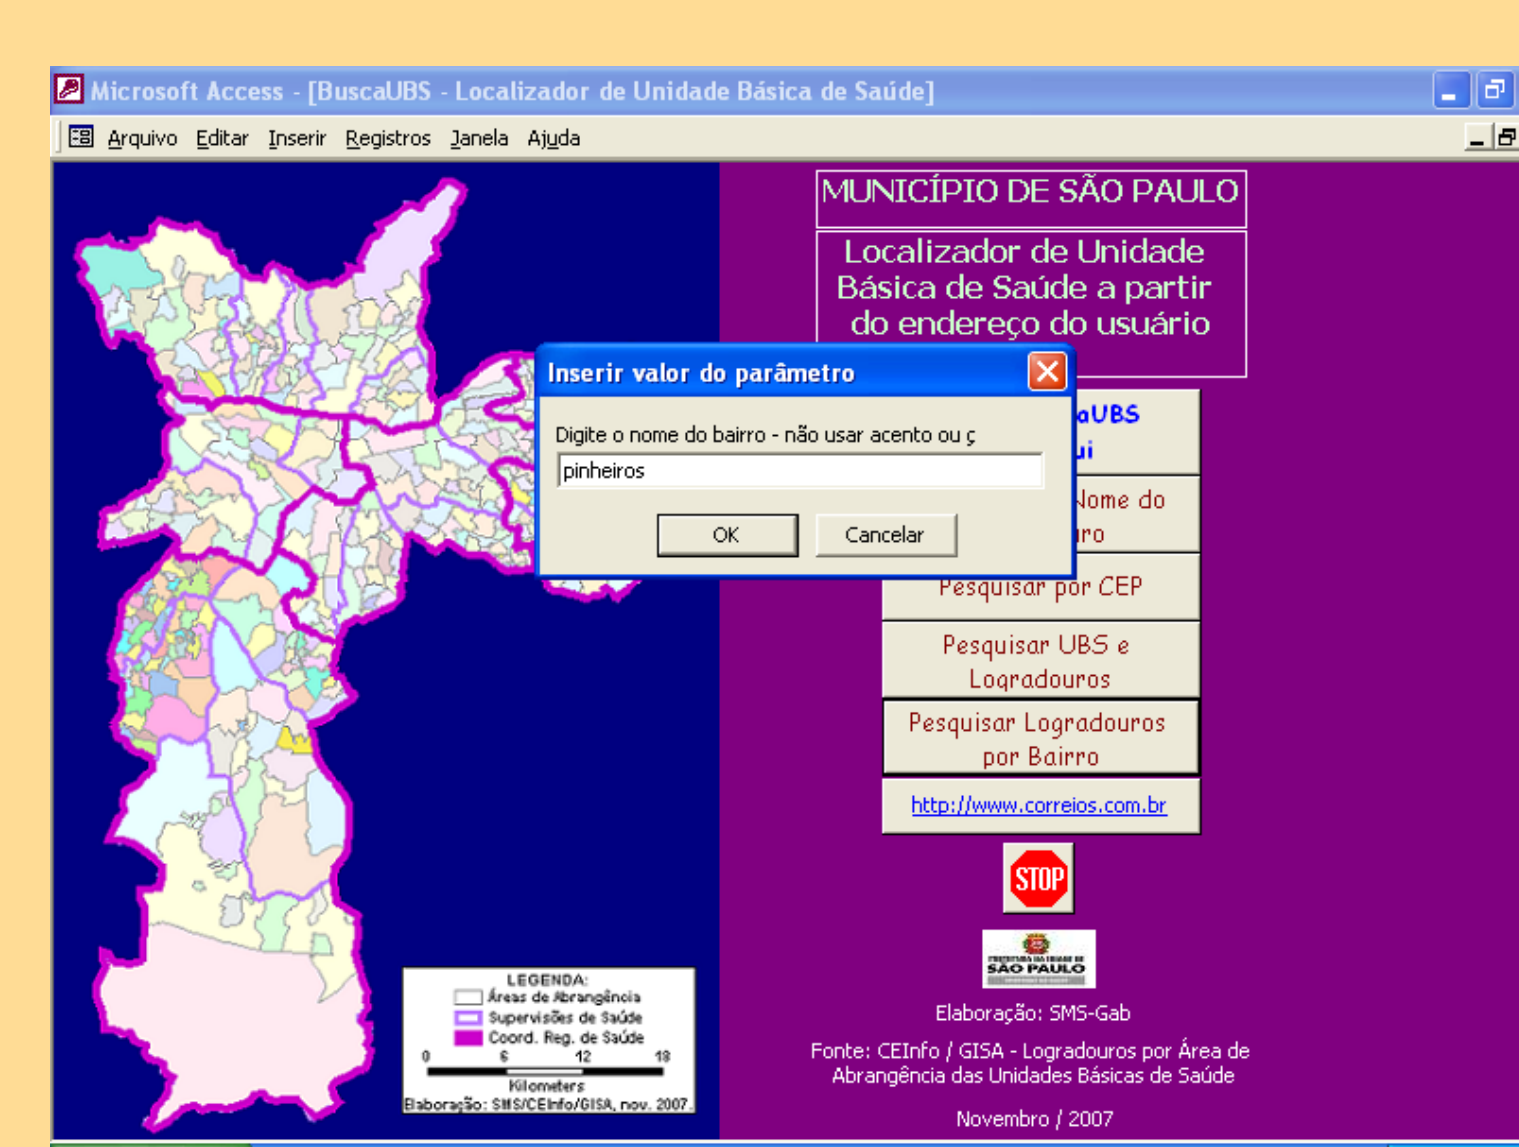 Microsoft Access - [BuscaUBS - Localizador de Unidade Básica de Saúde]
Arquivo Editar Inserir Registros Janela Ajuda
MUNICÍPIO DE SÃO PAULO
Localizador de Unidade
Básica de Saúde a partir
do endereço do usuário
Inserir valor do parâmetro
Digite o nome do bairro - não usar acento ou ç
pinheiros
OK Cancelar
aUBS
ui
Nome do
ro
Pesquisar por CEP
Pesquisar UBS e
Logradouros
Pesquisar Logradouros
por Bairro
http://www.correios.com.br
STOP
SÃO PAULO
LEGENDA:
Áreas de Abrangência
Supervisões de Saúde
Coord. Reg. de Saúde
0 6 12 18
Kilometers
Elaboração: SMS/CEInfo/GISA, nov. 2007.
Elaboração: SMS-Gab
Fonte: CEInfo / GISA - Logradouros por Área de
Abrangência das Unidades Básicas de Saúde
Novembro / 2007